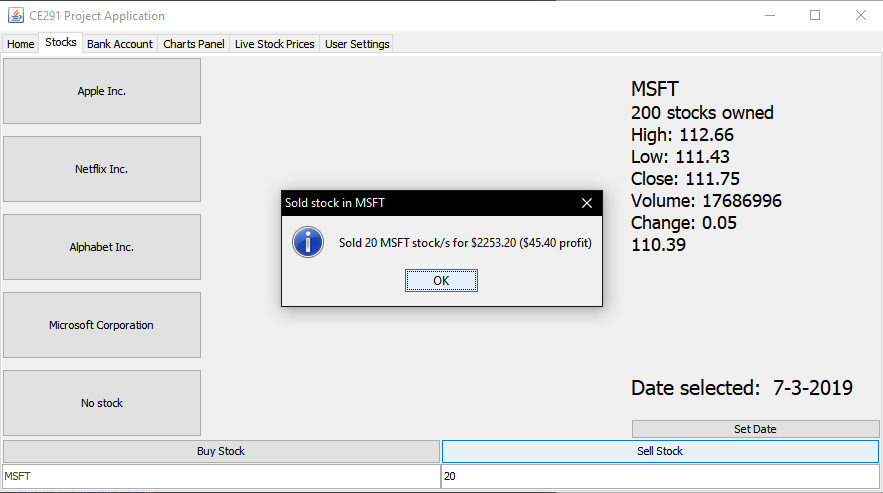 CE291 Project Application
Home Stocks Bank Account Charts Panel Live Stock Prices User Settings
Apple Inc.
Netflix Inc.
Alphabet Inc.
Microsoft Corporation
No stock
MSFT
200 stocks owned
High: 112.66
Low: 111.43
Close: 111.75
Volume: 17686996
Change: 0.05
110.39
Sold stock in MSFT
Sold 20 MSFT stock/s for $2253.20 ($45.40 profit)
OK
Date selected: 7-3-2019
Set Date
Buy Stock Sell Stock
MSFT 20